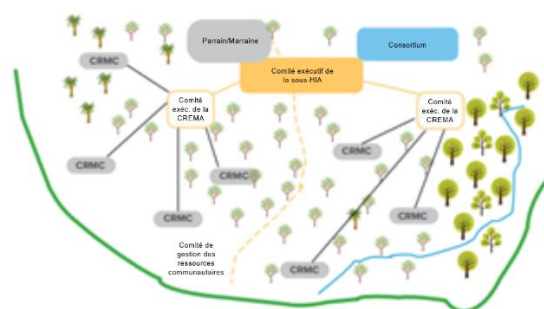 Parrain/Marraine
Consortium
CRMC
Comité exécutif de
la sous-HIA
Comité
exéc. de la
CREMA
Comité
exéc. de la
CREMA
CRMC
CRMC
CRMC
CRMC
CRMC
Comité de
gestion des
ressources
communautaires
CRMC